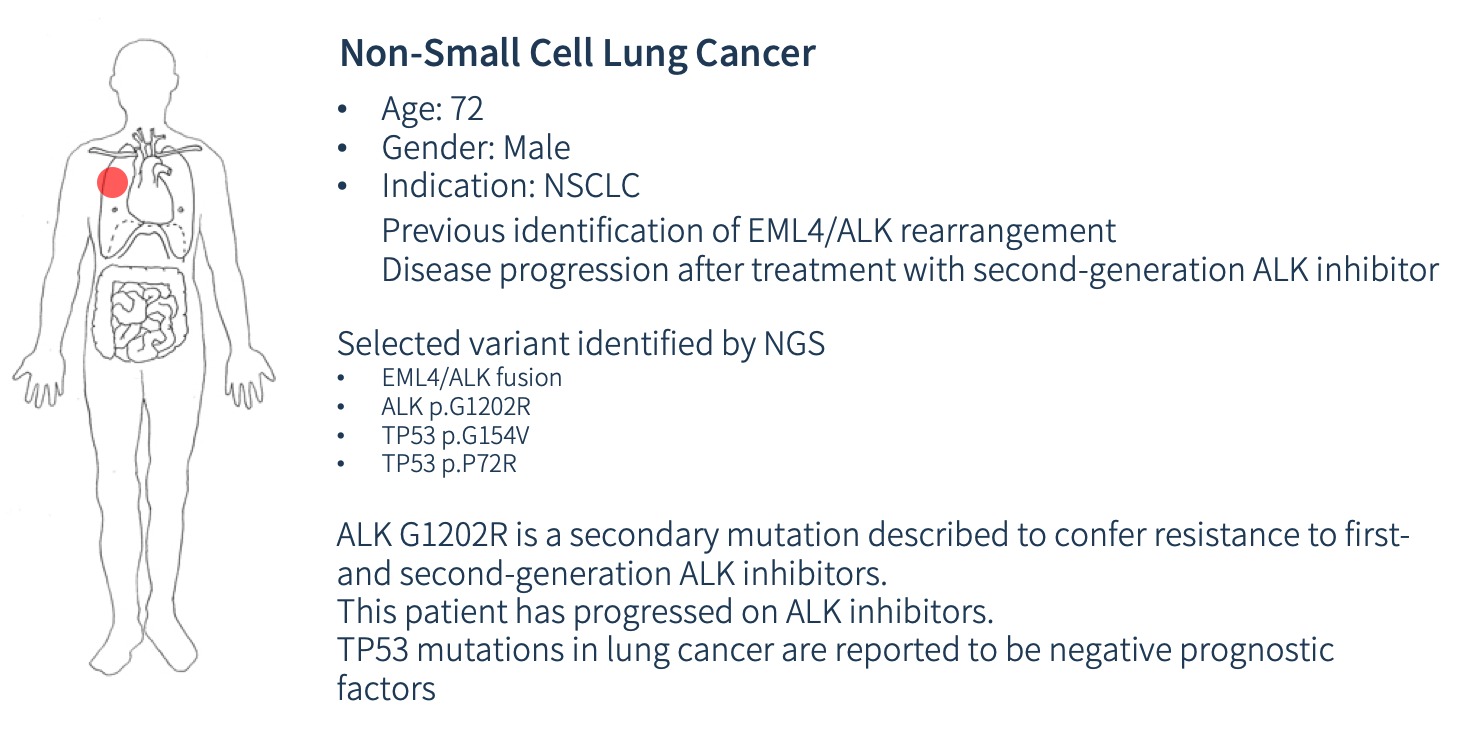 Non-Small Cell Lung Cancer
• Age: 72
• Gender: Male
• Indication: NSCLC
Previous identification of EML4/ALK rearrangement
Disease progression after treatment with second-generation ALK inhibitor
Selected variant identified by NGS
• EML4/ALK fusion
• ALK p.G1202R
• TP53 p.G154V
• TP53 p.P72R
ALK G1202R is a secondary mutation described to confer resistance to first-
and second-generation ALK inhibitors.
This patient has progressed on ALK inhibitors.
TP53 mutations in lung cancer are reported to be negative prognostic
factors